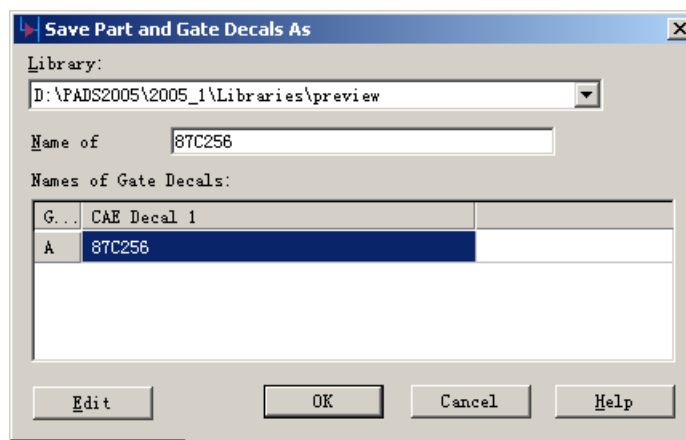 Save Part and Gate Decals As
Library:
D:\PADS2005\2005_1\Libraries\preview
Name of 87C256
Names of Gate Decals:
G... CAE Decal 1
A 87C256
Edit OK Cancel Help